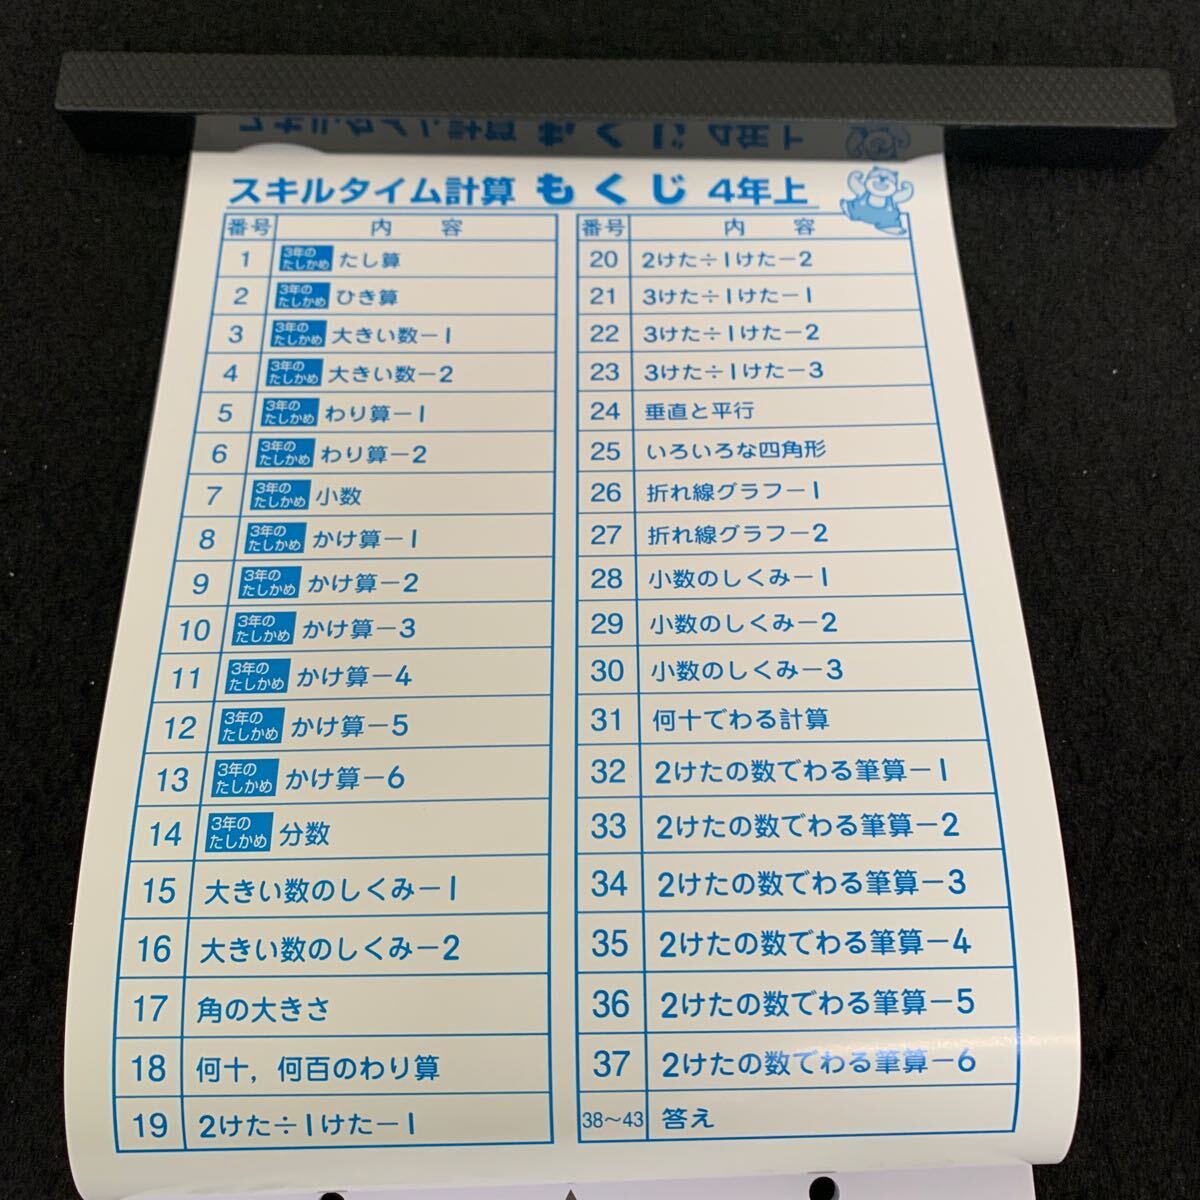 スキルタイム計算 もくじ 4年上
番号 内容
1 3年のたしかめ たし算
2 3年のたしかめ ひき算
3 3年のたしかめ 大きい数－1
4 3年のたしかめ 大きい数－2
5 3年のたしかめ わり算－1
6 3年のたしかめ わり算－2
7 3年のたしかめ 小数
8 3年のたしかめ かけ算－1
9 3年のたしかめ かけ算－2
10 3年のたしかめ かけ算－3
11 3年のたしかめ かけ算－4
12 3年のたしかめ かけ算－5
13 3年のたしかめ かけ算－6
14 3年のたしかめ 分数
15 大きい数のしくみ－1
16 大きい数のしくみ－2
17 角の大きさ
18 何十，何百のわり算
19 2けた÷1けた－1
番号 内容
20 2けた÷1けた－2
21 3けた÷1けた－1
22 3けた÷1けた－2
23 3けた÷1けた－3
24 垂直と平行
25 いろいろな四角形
26 折れ線グラフ－1
27 折れ線グラフ－2
28 小数のしくみ－1
29 小数のしくみ－2
30 小数のしくみ－3
31 何十でわる計算
32 2けたの数でわる筆算－1
33 2けたの数でわる筆算－2
34 2けたの数でわる筆算－3
35 2けたの数でわる筆算－4
36 2けたの数でわる筆算－5
37 2けたの数でわる筆算－6
38～43 答え